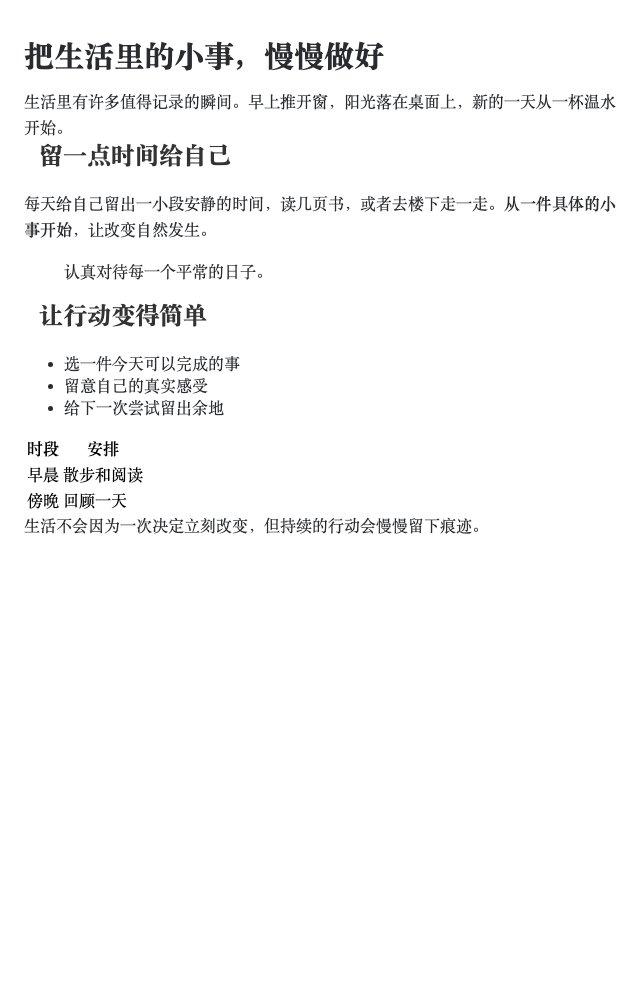 把生活里的小事，慢慢做好
生活里有许多值得记录的瞬间。早上推开窗，阳光落在桌面上，新的一天从一杯温水
开始。
留一点时间给自己
每天给自己留出一小段安静的时间，读几页书，或者去楼下走一走。从一件具体的小
事开始，让改变自然发生。
认真对待每一个平常的日子。
让行动变得简单
• 选一件今天可以完成的事
• 留意自己的真实感受
• 给下一次尝试留出余地
时段 安排
早晨 散步和阅读
傍晚 回顾一天
生活不会因为一次决定立刻改变，但持续的行动会慢慢留下痕迹。